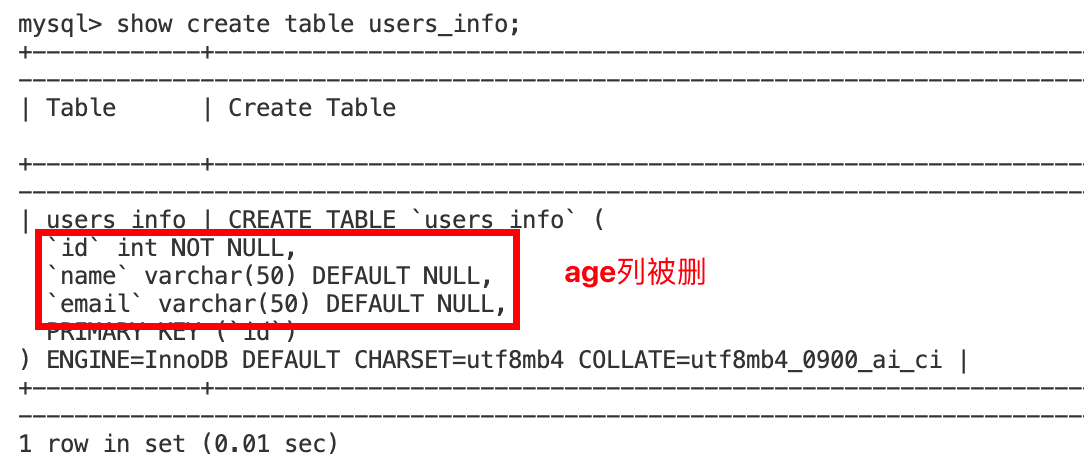 mysql> show create table users_info;
+------------+--------------------------------------------------------------
----------------------------------------------------------------------------
| Table      | Create Table
+------------+--------------------------------------------------------------
----------------------------------------------------------------------------
| users_info | CREATE TABLE `users_info` (
`id` int NOT NULL,
`name` varchar(50) DEFAULT NULL,
age列被删
`email` varchar(50) DEFAULT NULL,
PRIMARY KEY (`id`)
) ENGINE=InnoDB DEFAULT CHARSET=utf8mb4 COLLATE=utf8mb4_0900_ai_ci |
+------------+--------------------------------------------------------------
----------------------------------------------------------------------------
1 row in set (0.01 sec)